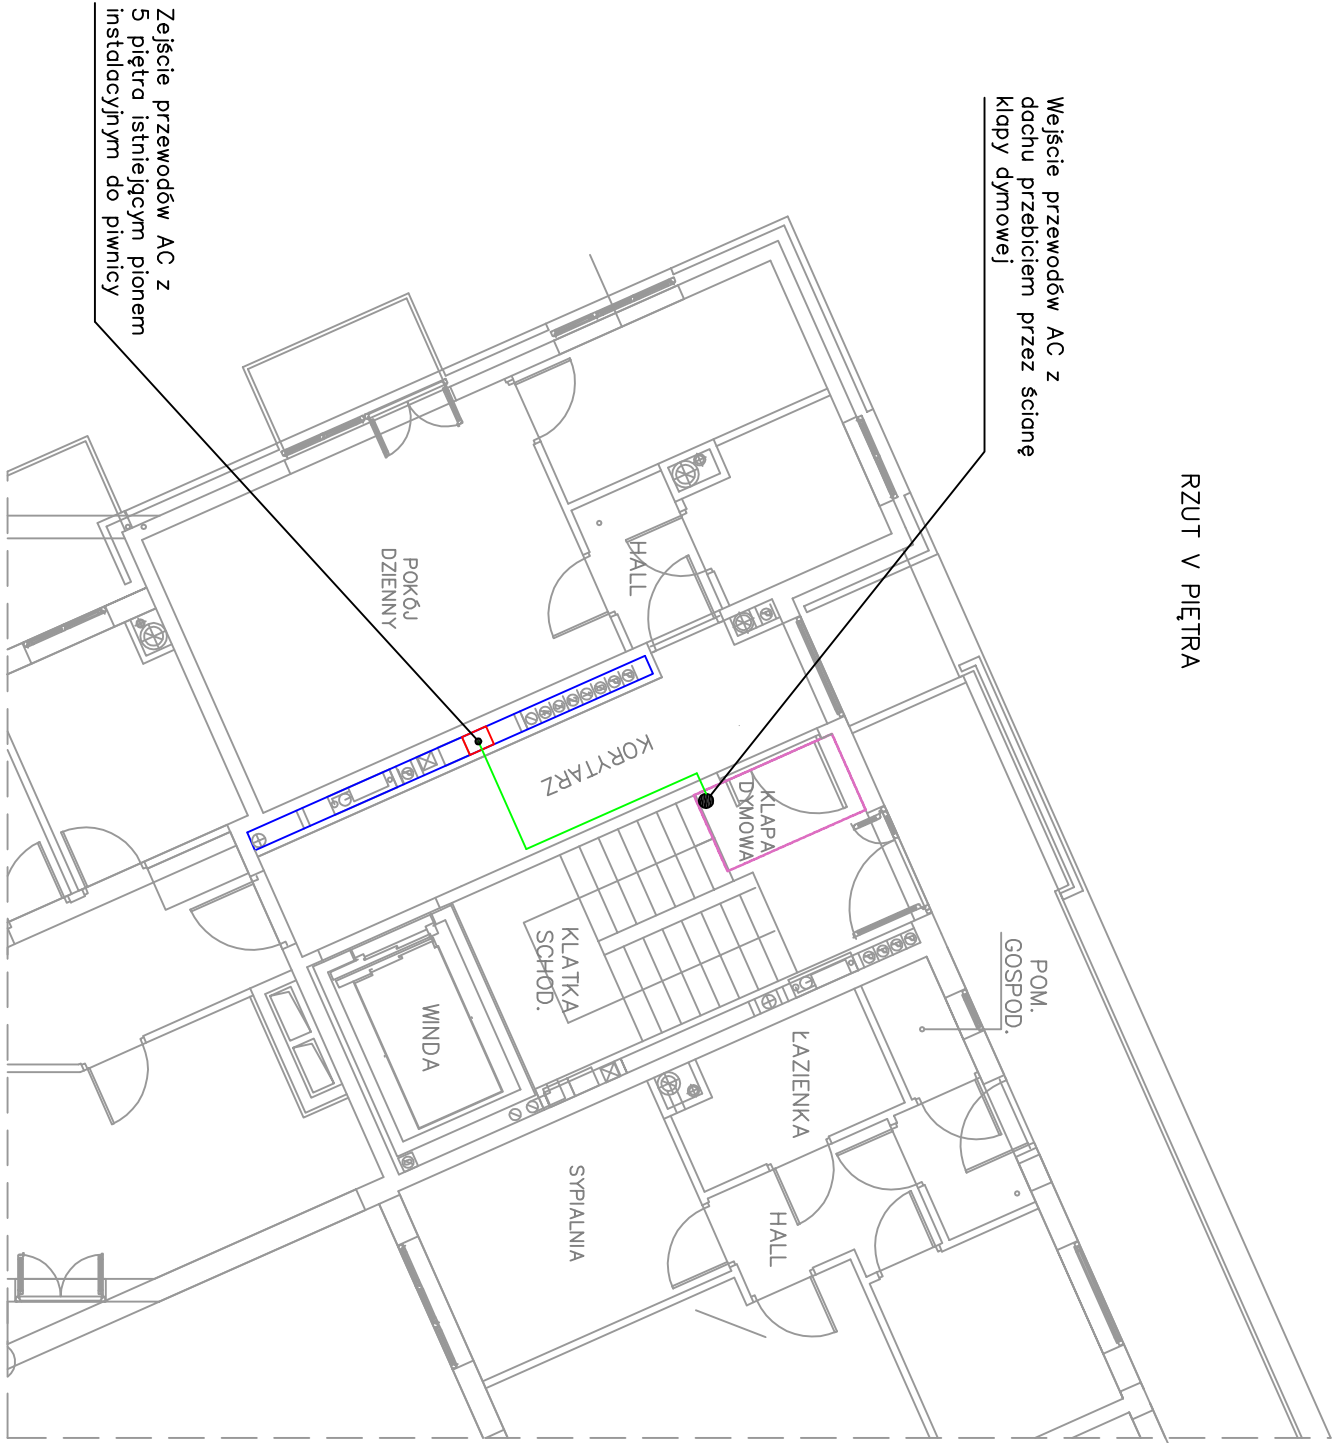 RZUT V PIĘTRA
Wejście przewodów AC z
dachu przebiciem przez ścianę
klapy dymowej
Zejście przewodów AC z
5 piętra istniejącym pionem
instalacyjnym do piwnicy
POKÓJ
DZIENNY
HALL
KORYTARZ
KLAPA
DYMOWA
KLATKA
SCHOD.
WINDA
POM.
GOSPOD.
ŁAZIENKA
SYPIALNIA
HALL